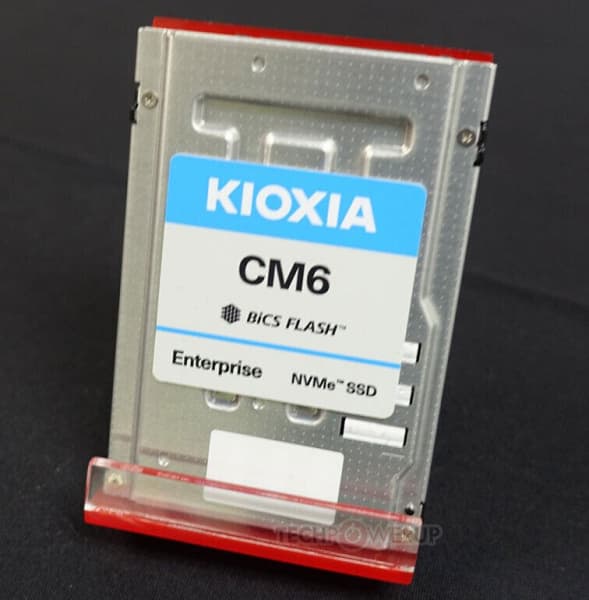 KIOXIA
CM6
BiCS FLASH™
Enterprise NVMe™ SSD
TECHPOWERUP